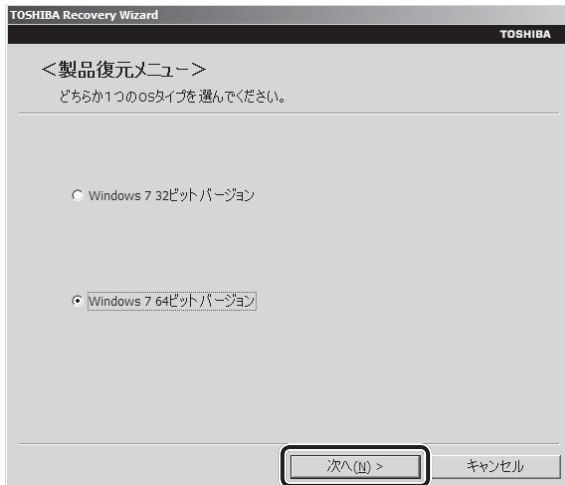 TOSHIBA Recovery Wizard
TOSHIBA
＜製品復元メニュー＞
どちらか1つのOSタイプを選んでください。
Windows 7 32ビットバージョン
Windows 7 64ビットバージョン
次へ(N) >
キャンセル